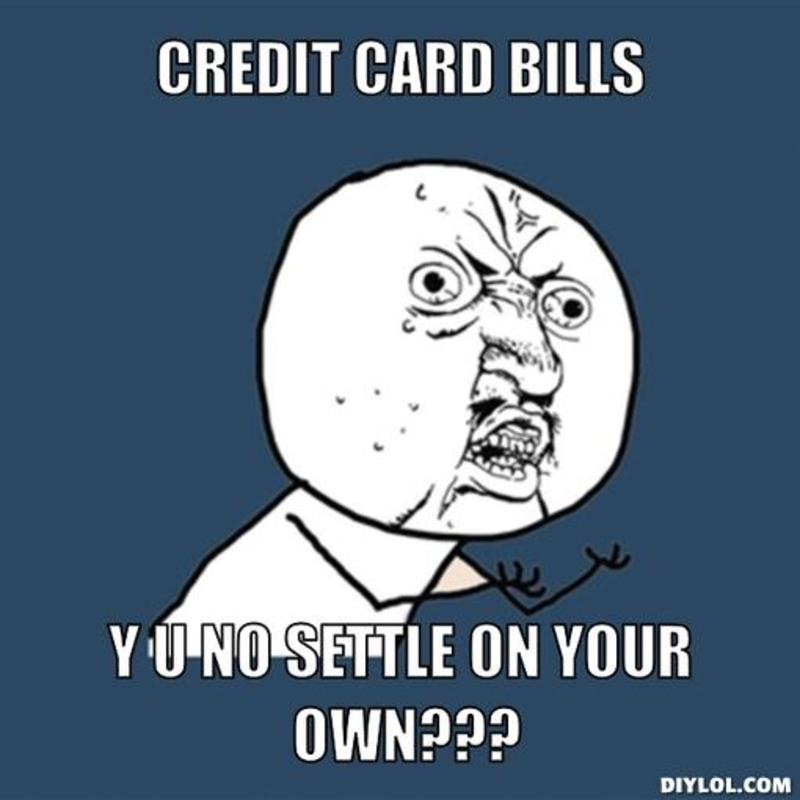 CREDIT CARD BILLS
Y U NO SETTLE ON YOUR
OWN???
DIYLOL.COM